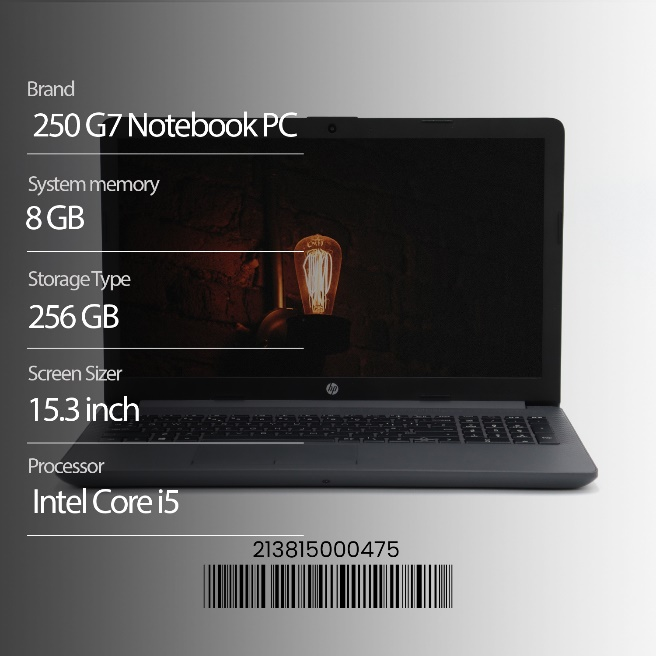 Brand
250 G7 Notebook PC
System memory
8 GB
Storage Type
256 GB
hp
Screen Sizer
15.3 inch
Processor
Intel Core i5
213815000475